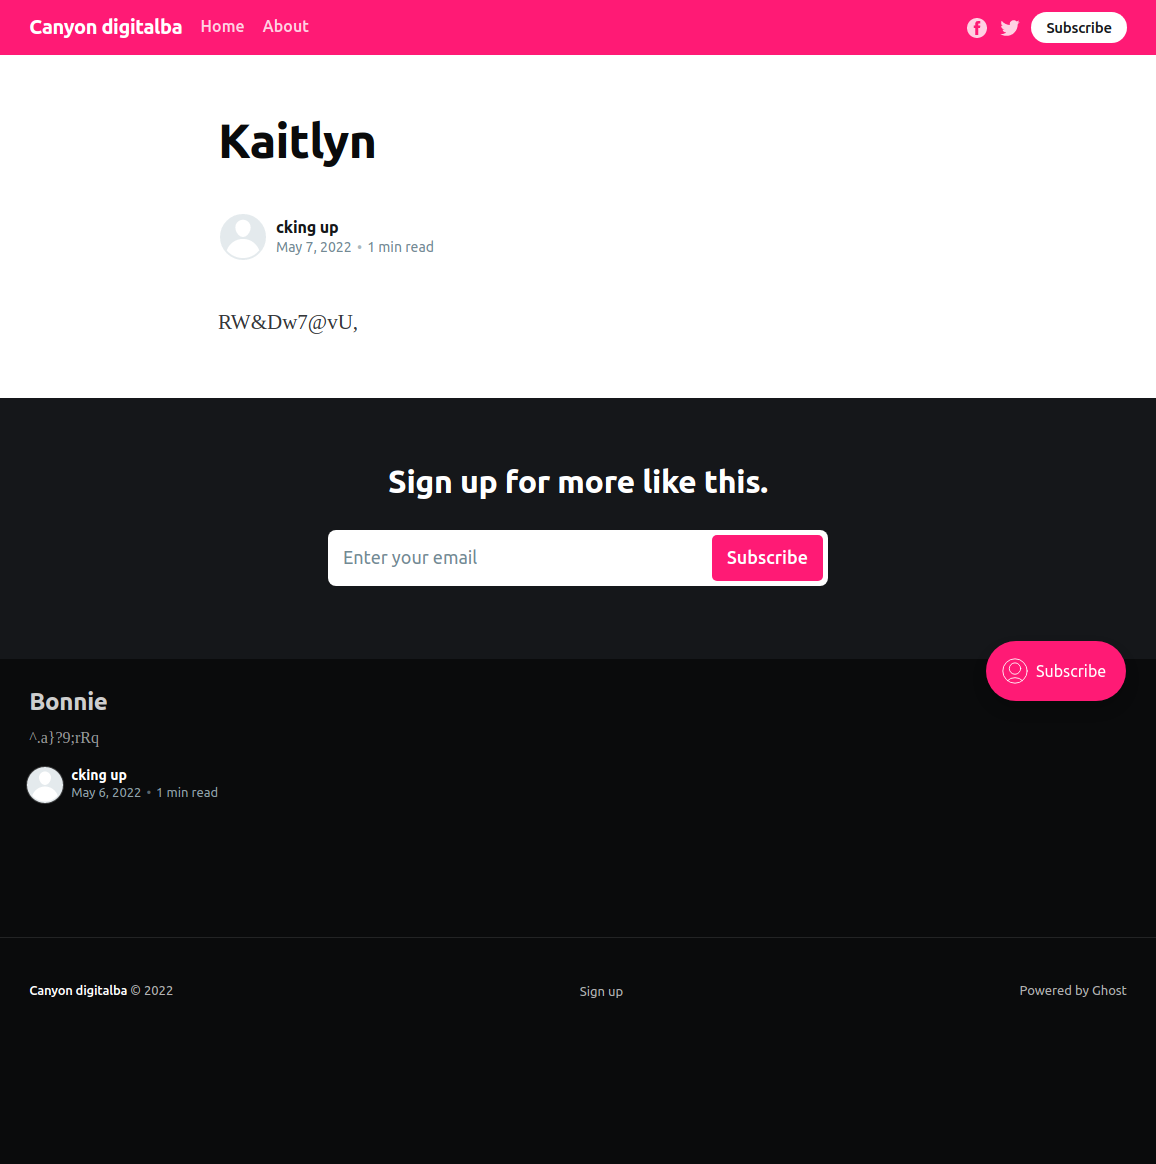 Canyon digitalba Home About Subscribe
Kaitlyn
cking up
May 7, 2022 • 1 min read
RW&Dw7@vU,
Sign up for more like this.
Enter your email Subscribe
Subscribe
Bonnie
^.a}?9;rRq
cking up
May 6, 2022 • 1 min read
Canyon digitalba © 2022 Sign up Powered by Ghost